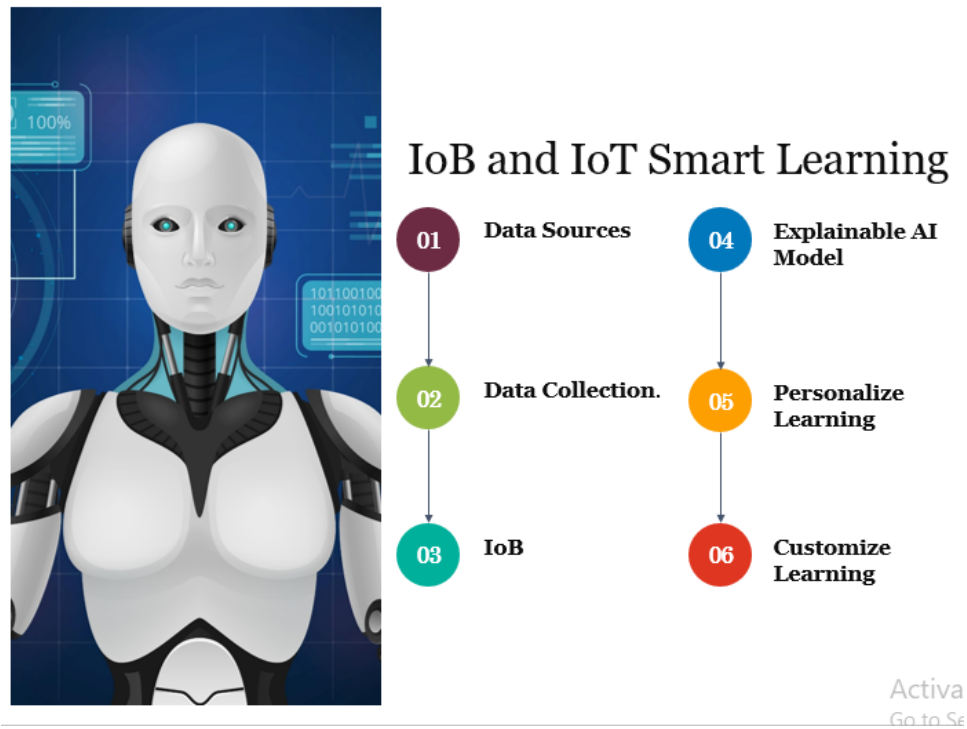 100%
101100100
100101010
001010100
IoB and IoT Smart Learning
01
Data Sources
02
Data Collection.
03
IoB
04
Explainable AI
Model
05
Personalize
Learning
06
Customize
Learning
Activa
Go to Se